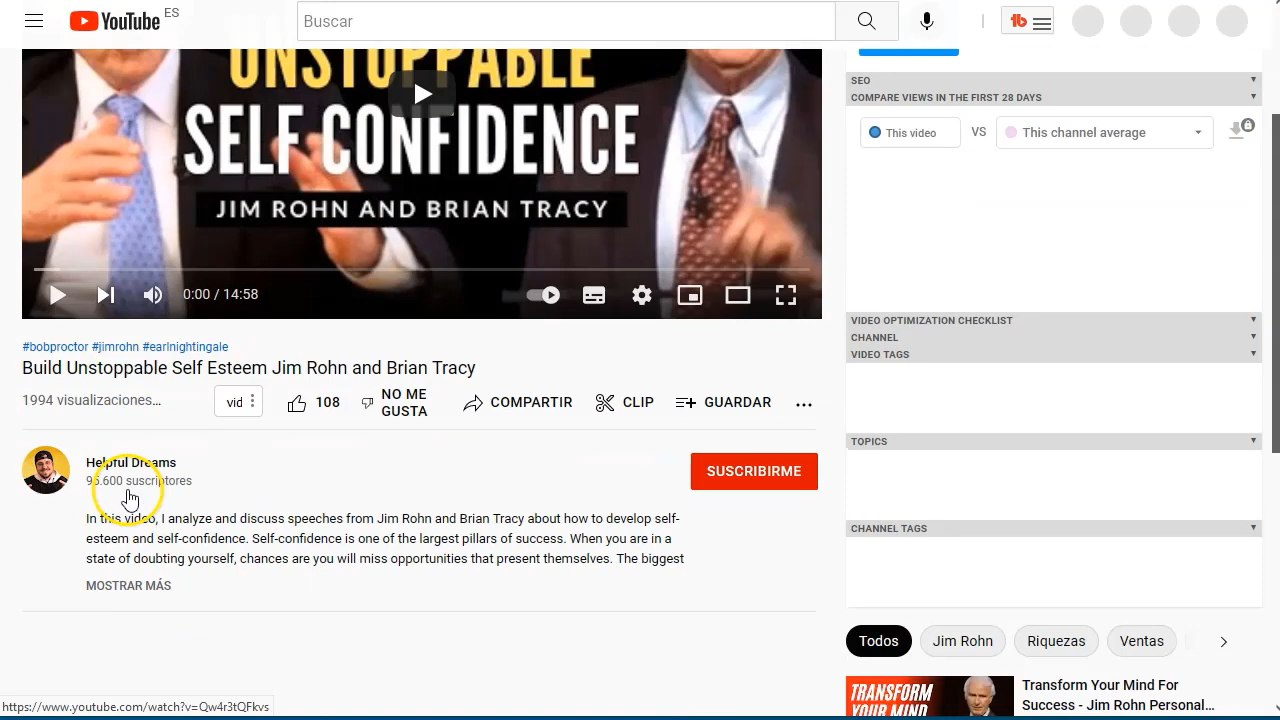 YouTube ES
Buscar
tb
UNSTOPPABLE
SELF CONFIDENCE
JIM ROHN AND BRIAN TRACY
0:00 / 14:58
#bobproctor #jimrohn #earlnightingale
Build Unstoppable Self Esteem Jim Rohn and Brian Tracy
1994 visualizaciones...
vid
108
NO ME
GUSTA
COMPARTIR
CLIP
GUARDAR
Helpful Dreams
95.600 suscriptores
SUSCRIBIRME
In this video, I analyze and discuss speeches from Jim Rohn and Brian Tracy about how to develop self-
esteem and self-confidence. Self-confidence is one of the largest pillars of success. When you are in a
state of doubting yourself, chances are you will miss opportunities that present themselves. The biggest
MOSTRAR MÁS
https://www.youtube.com/watch?v=Qw4r3tQFkvs
SEO
COMPARE VIEWS IN THE FIRST 28 DAYS
This video VS This channel average
VIDEO OPTIMIZATION CHECKLIST
CHANNEL
VIDEO TAGS
TOPICS
CHANNEL TAGS
Todos Jim Rohn Riquezas Ventas
TRANSFORM
YOUR MIND
Transform Your Mind For
Success - Jim Rohn Personal...